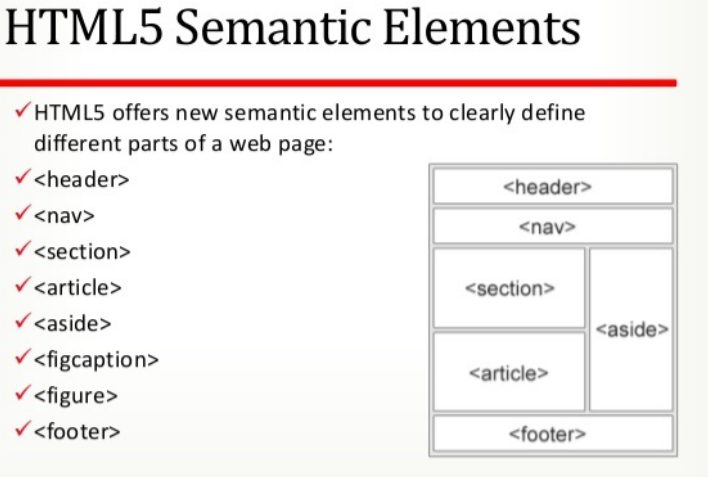 HTML5 Semantic Elements
HTML5 offers new semantic elements to clearly define
different parts of a web page:
<header>
<nav>
<section>
<article>
<aside>
<figcaption>
<figure>
<footer>
<header>
<nav>
<section>
<aside>
<article>
<footer>